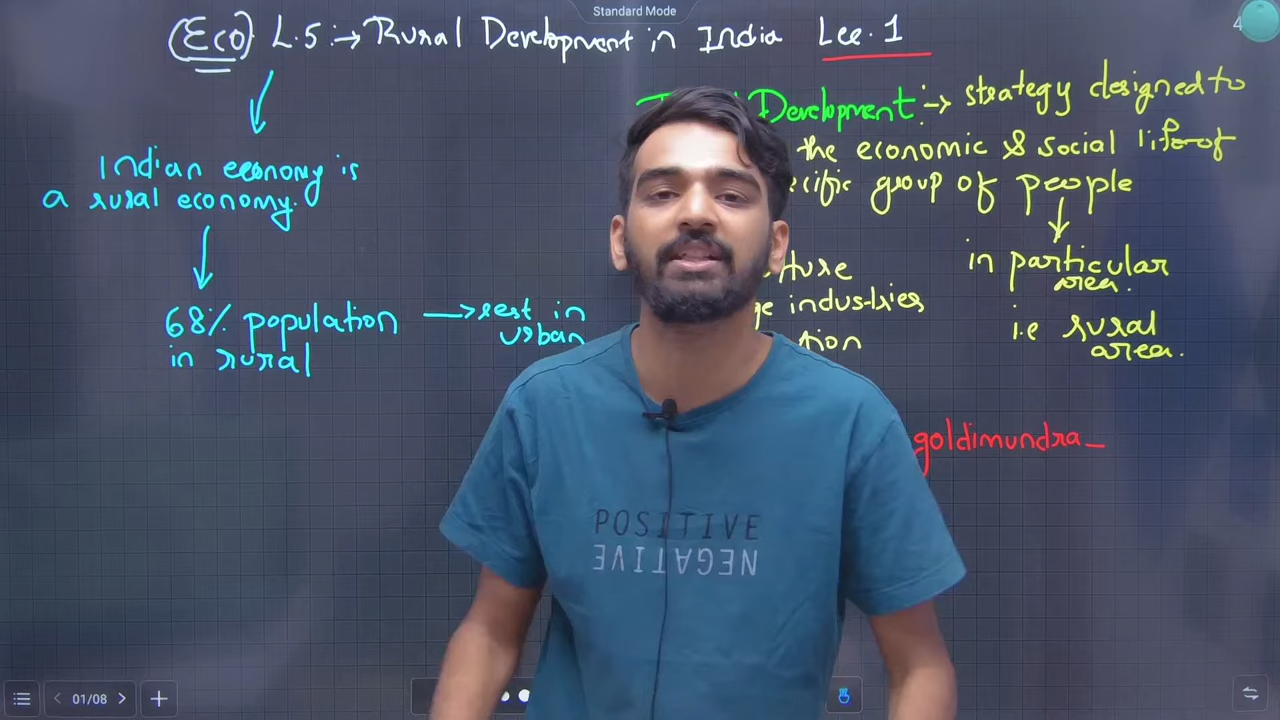 Standard Mode
(Eco) L.5 :→ Rural Development in India Lec. 1
Indian economy is
a rural economy.
68% population → rest in
in rural urban
Development :→ strategy designed to
the economic & social life of
group of people
in particular
area.
industries
i.e rural
area.
goldimundra_
POSITIVE
NEGATIVE
01/08